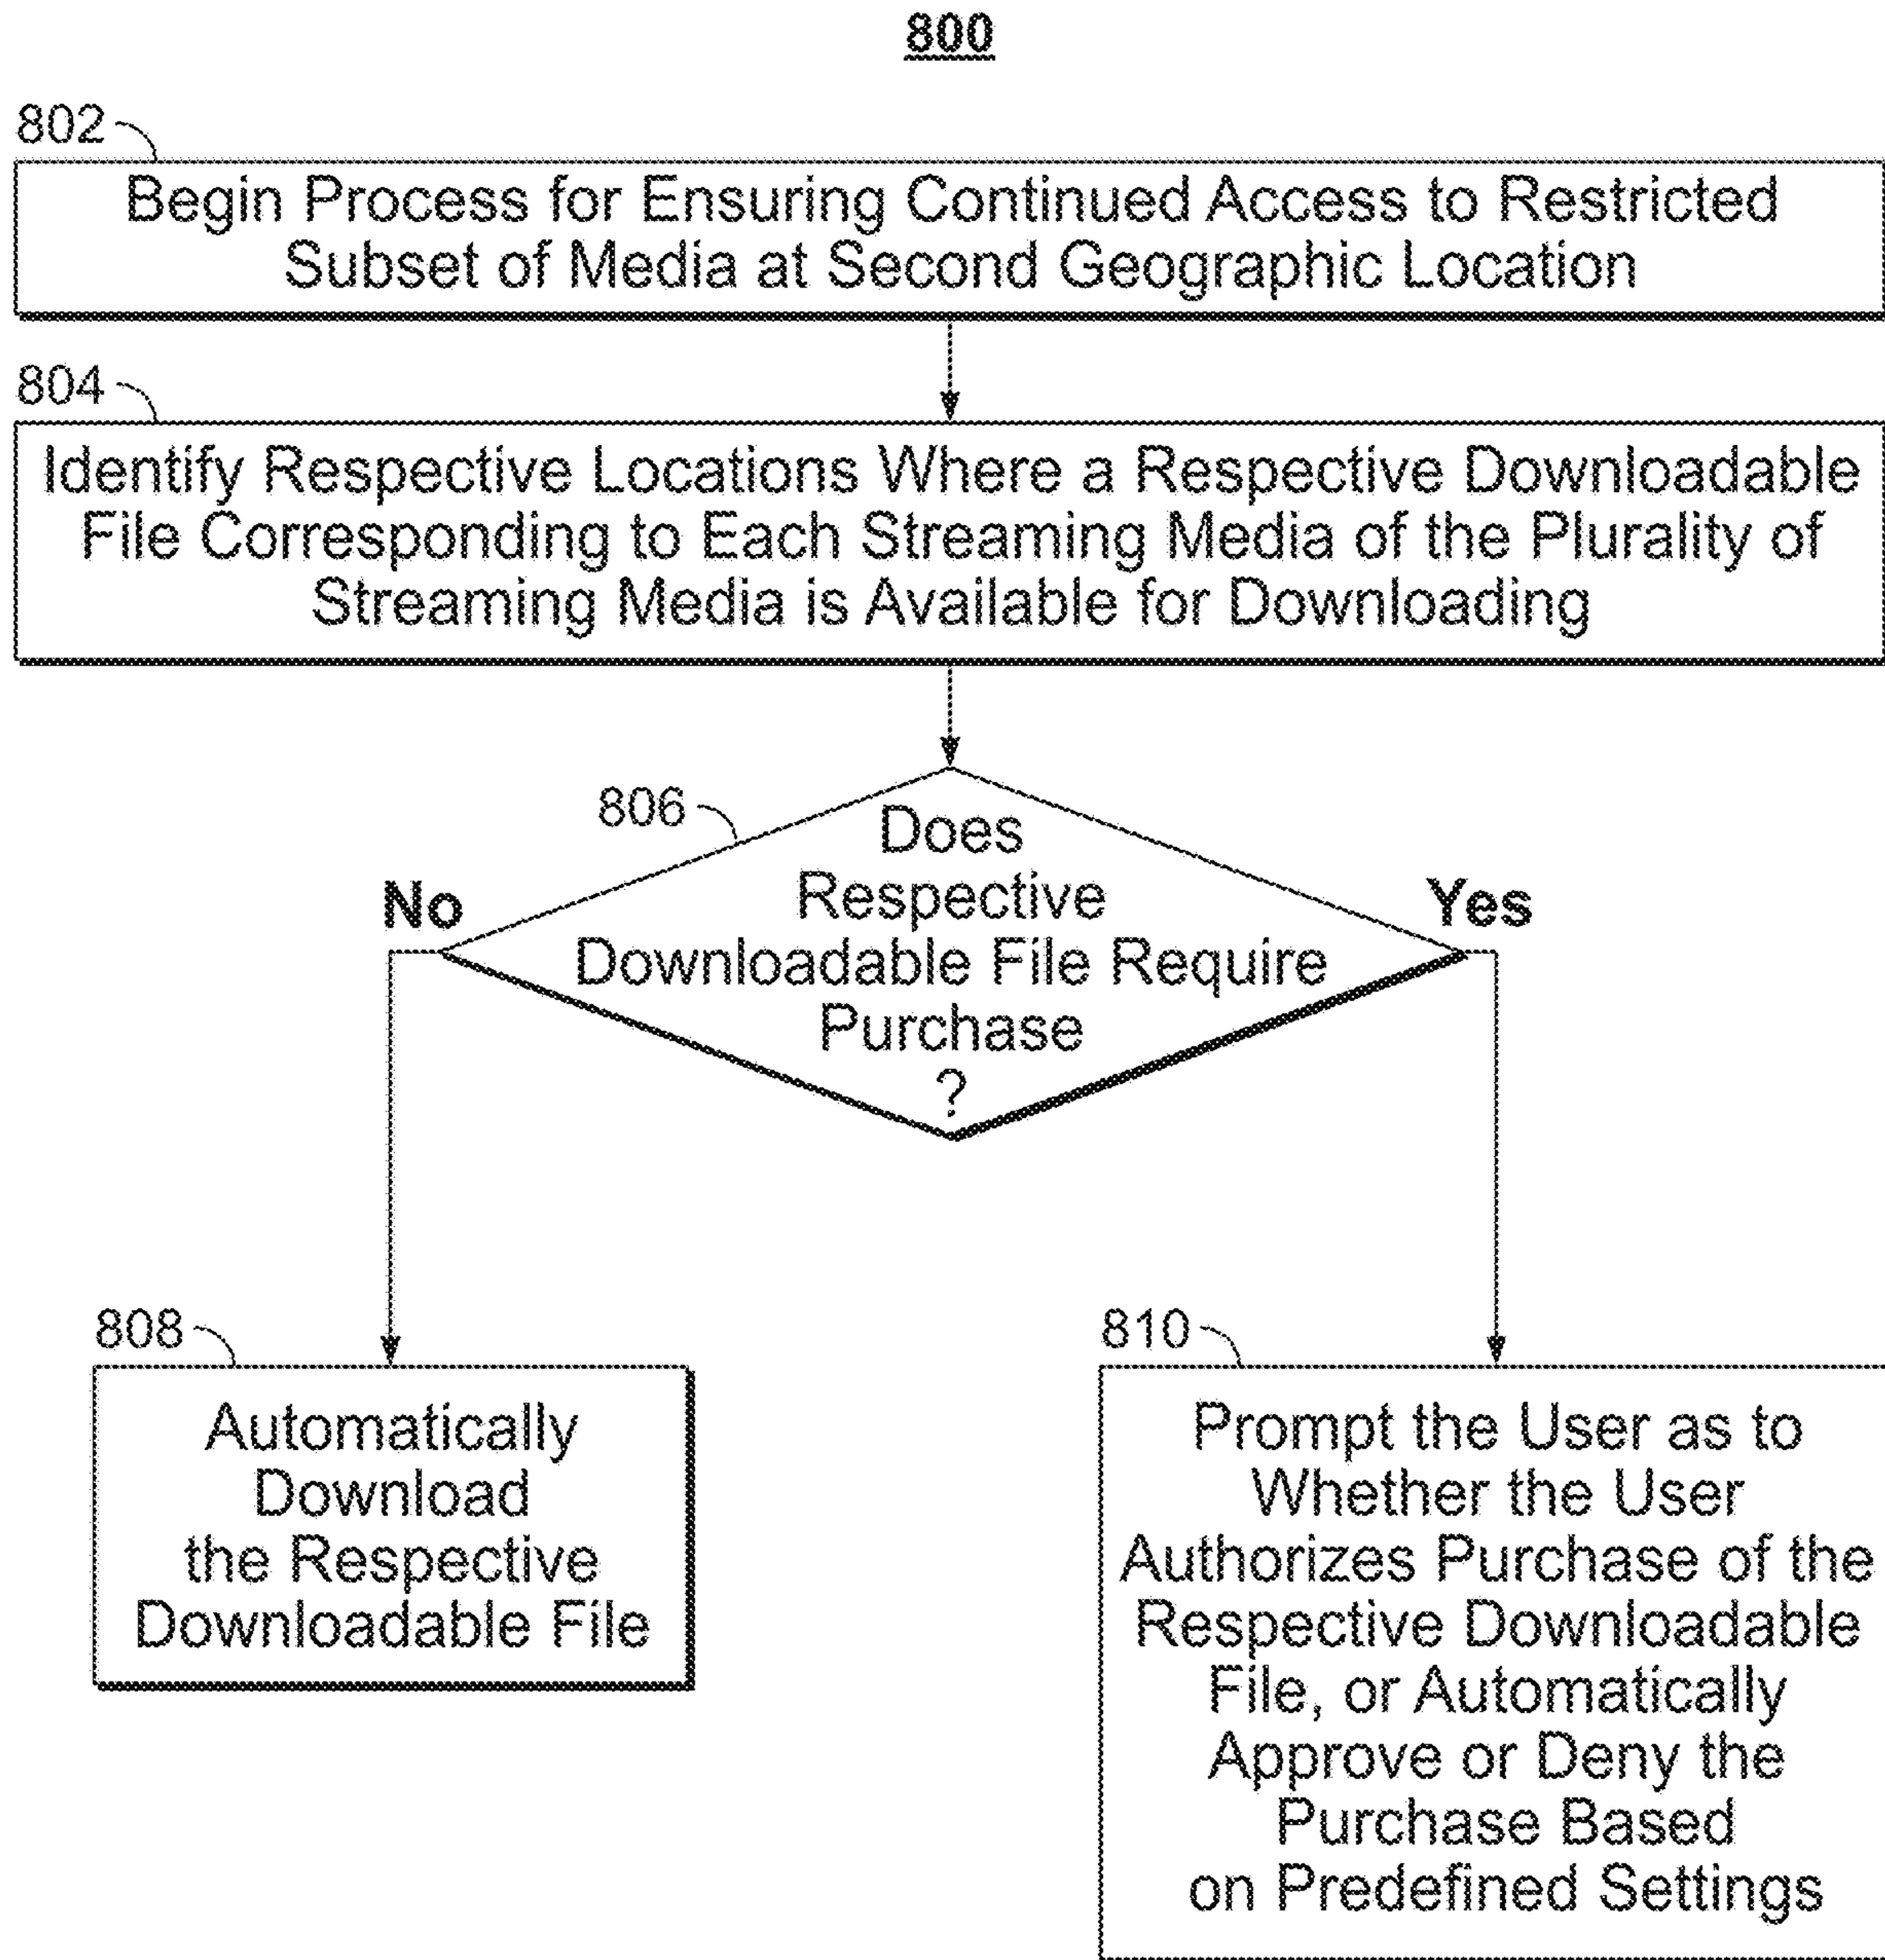 800
802
Begin Process for Ensuring Continued Access to Restricted
Subset of Media at Second Geographic Location
804
Identify Respective Locations Where a Respective Downloadable
File Corresponding to Each Streaming Media of the Plurality of
Streaming Media is Available for Downloading
806
Does
Respective
Downloadable File Require
Purchase
?
No
Yes
808
Automatically
Download
the Respective
Downloadable File
810
Prompt the User as to
Whether the User
Authorizes Purchase of the
Respective Downloadable
File, or Automatically
Approve or Deny the
Purchase Based
on Predefined Settings